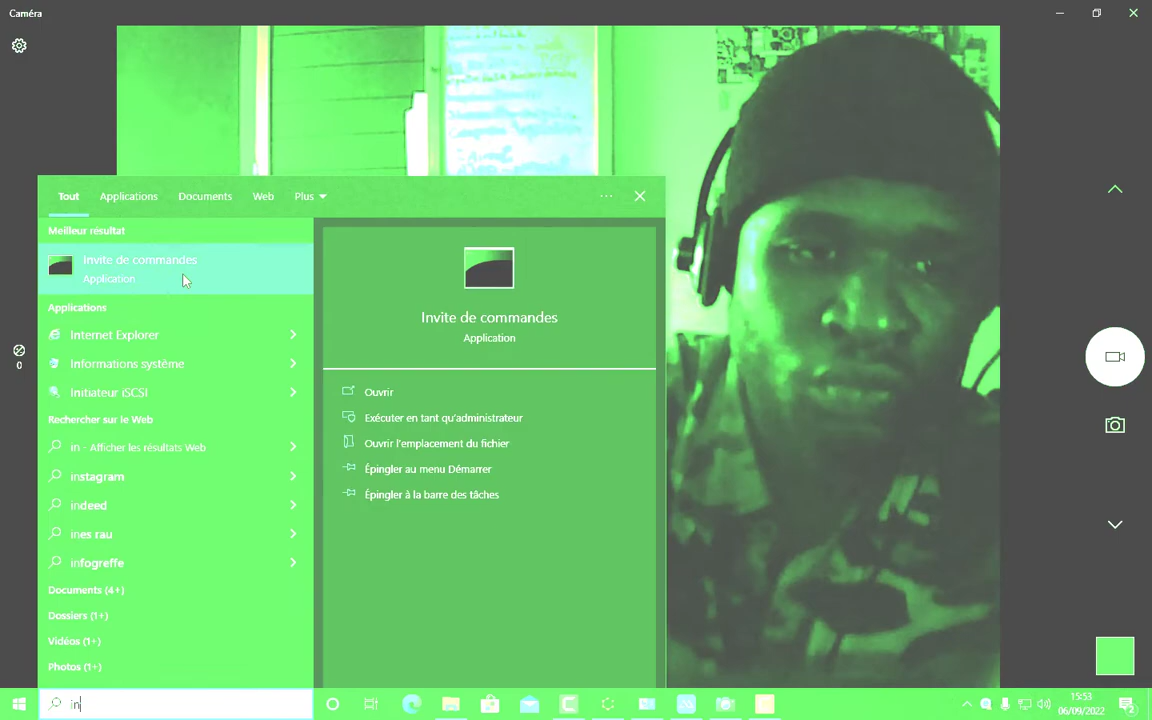 Caméra
Tout Applications Documents Web Plus
Meilleur résultat
Invite de commandes
Application
Applications
Internet Explorer
Informations système
Initiateur iSCSI
Rechercher sur le Web
in - Afficher les résultats Web
instagram
indeed
ines rau
infogreffe
Documents (4+)
Dossiers (1+)
Vidéos (1+)
Photos (1+)
in
Invite de commandes
Application
Ouvrir
Exécuter en tant qu'administrateur
Ouvrir l'emplacement du fichier
Épingler au menu Démarrer
Épingler à la barre des tâches
0
15:53
06/09/2022
2